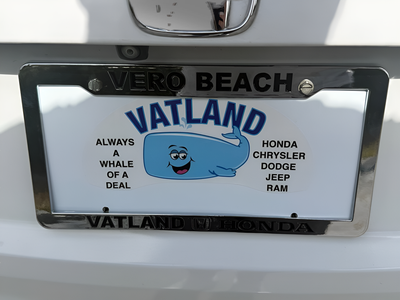 VERO BEACH
VATLAND
ALWAYS
A
WHALE
OF A
DEAL
HONDA
CHRYSLER
DODGE
JEEP
RAM
VATLAND HONDA